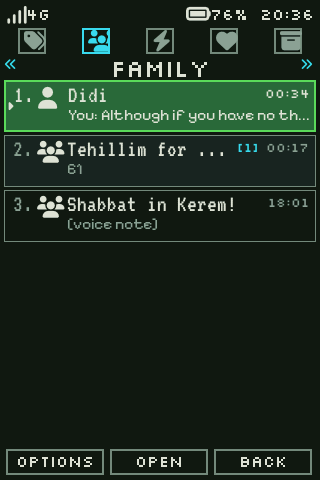 4G 76% 20:36
« »
FAMILY
1. Didi 00:34
You: Although if you have no th...
2. Tehillim for ... [1] 00:17
61
3. Shabbat in Kerem! 18:01
(voice note)
OPTIONS OPEN BACK